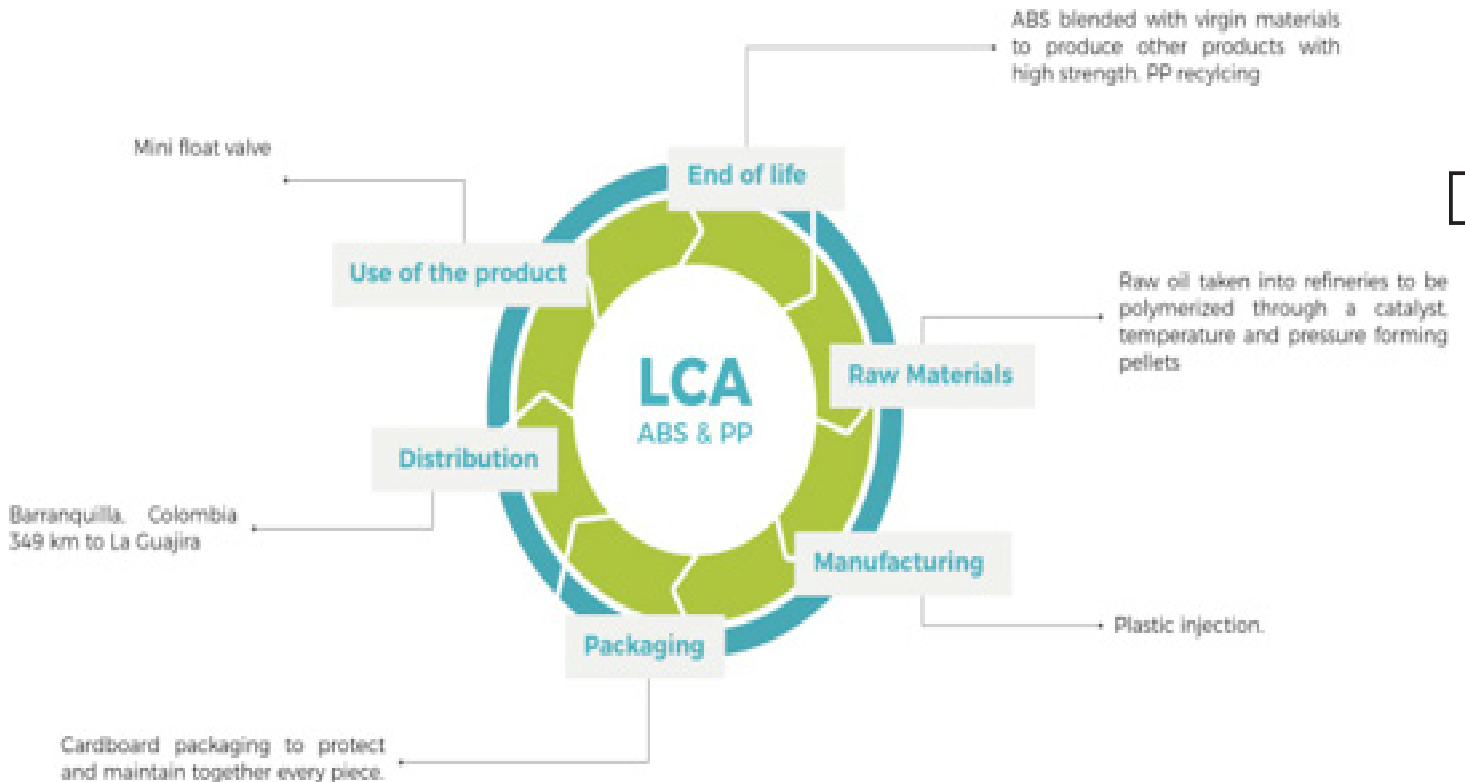 ABS blended with virgin materials
to produce other products with
high strength. PP recylcing
Mini float valve
End of life
Use of the product
Raw oil taken into refineries to be
polymerized through a catalyst,
temperature and pressure forming
pellets
Raw Materials
LCA
ABS & PP
Distribution
Barranquilla, Colombia
349 km to La Guajira
Manufacturing
Plastic injection.
Packaging
Cardboard packaging to protect
and maintain together every piece.